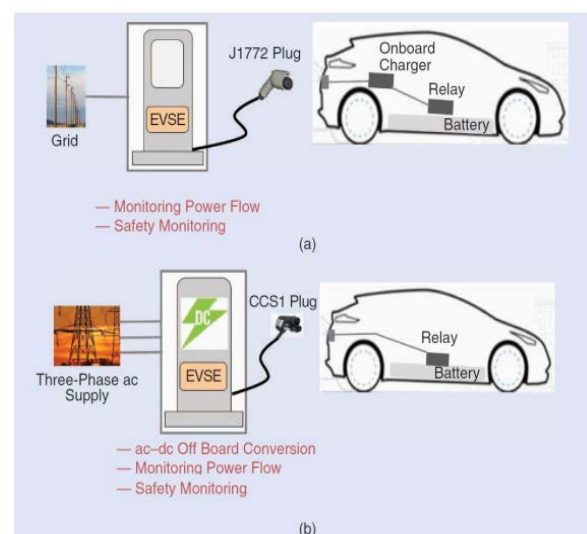 J1772 Plug
Onboard
Charger
Relay
EVSE
Grid
Battery
— Monitoring Power Flow
— Safety Monitoring
(a)
CCS1 Plug
DC
Relay
EVSE
Three-Phase ac
Supply
Battery
— ac–dc Off Board Conversion
— Monitoring Power Flow
— Safety Monitoring
(b)